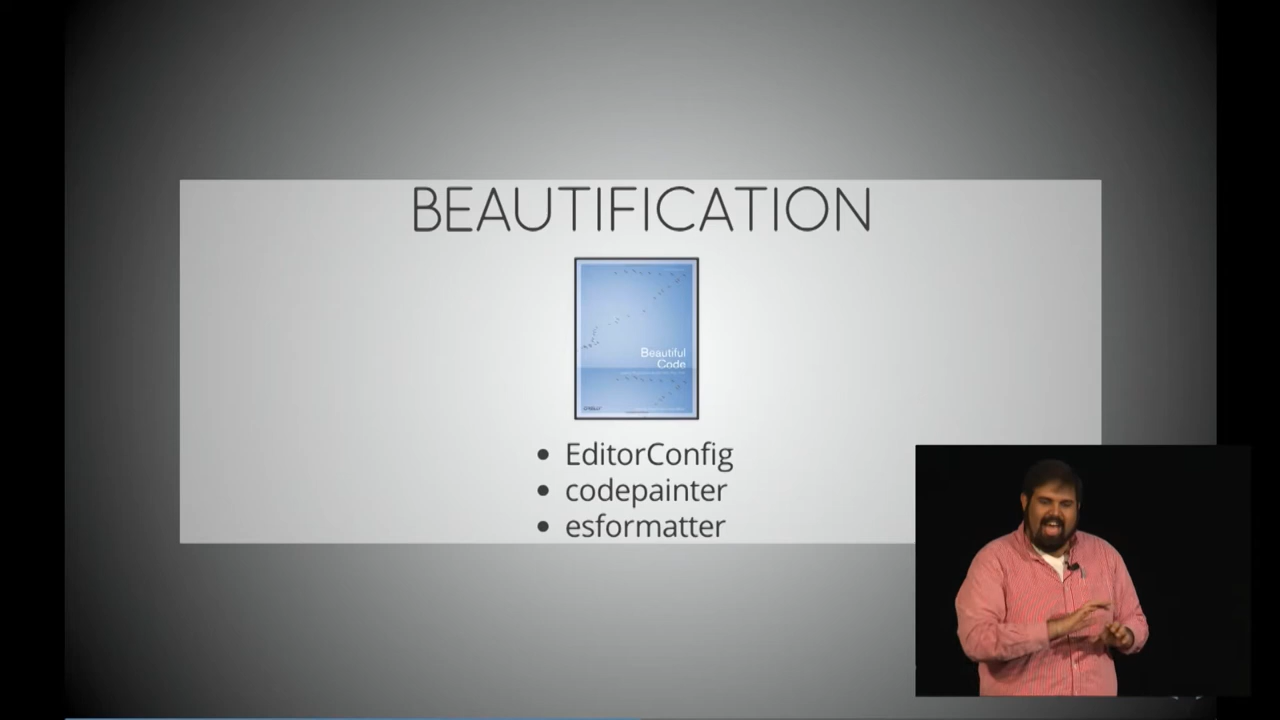 BEAUTIFICATION
Beautiful
Code
• EditorConfig
• codepainter
• esformatter